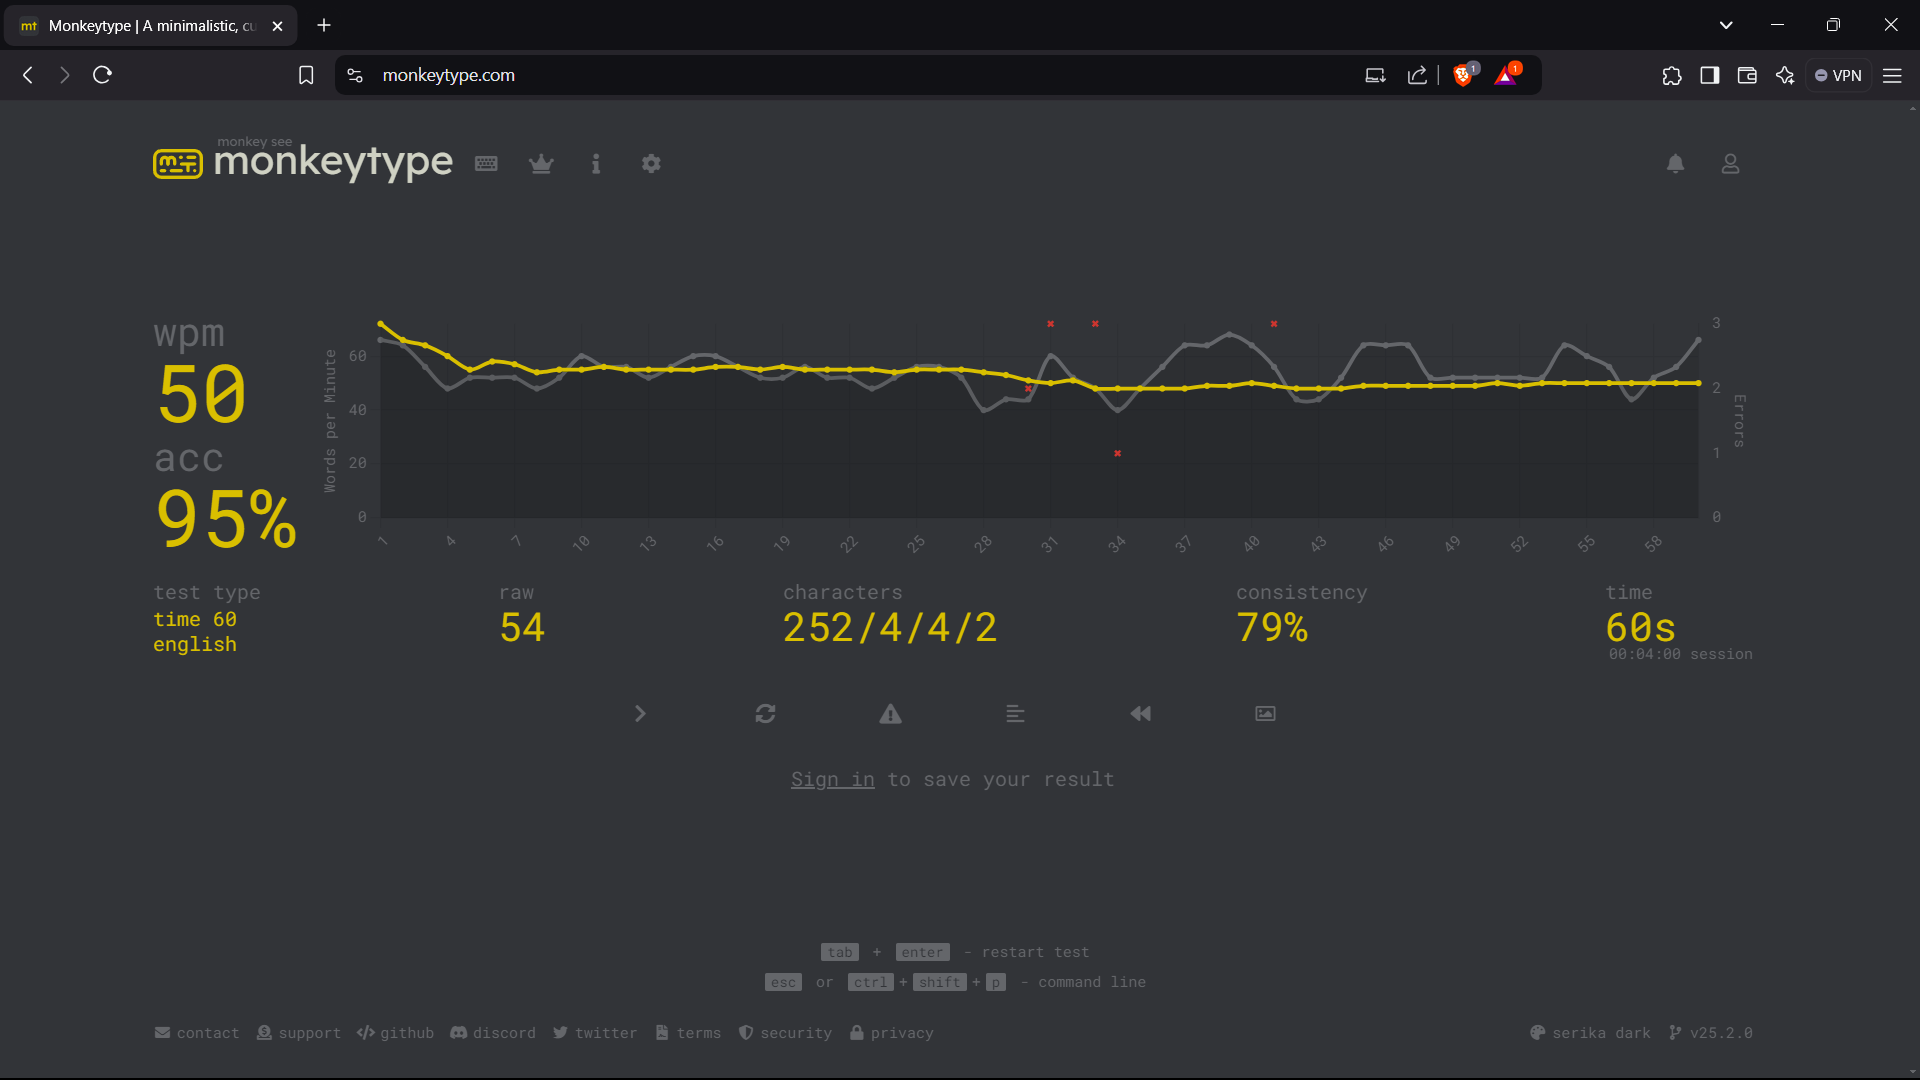 mt Monkeytype | A minimalistic, cu
monkeytype.com
1
1
VPN
monkey see
monkeytype
wpm
50
acc
95%
Words per Minute
60
40
20
0
3
2
1
0
Errors
1 4 7 10 13 16 19 22 25 28 31 34 37 40 43 46 49 52 55 58
test type
time 60
english
raw
54
characters
252/4/4/2
consistency
79%
time
60s
00:04:00 session
Sign in to save your result
tab + enter - restart test
esc or ctrl + shift + p - command line
contact support github discord twitter terms security privacy serika dark v25.2.0